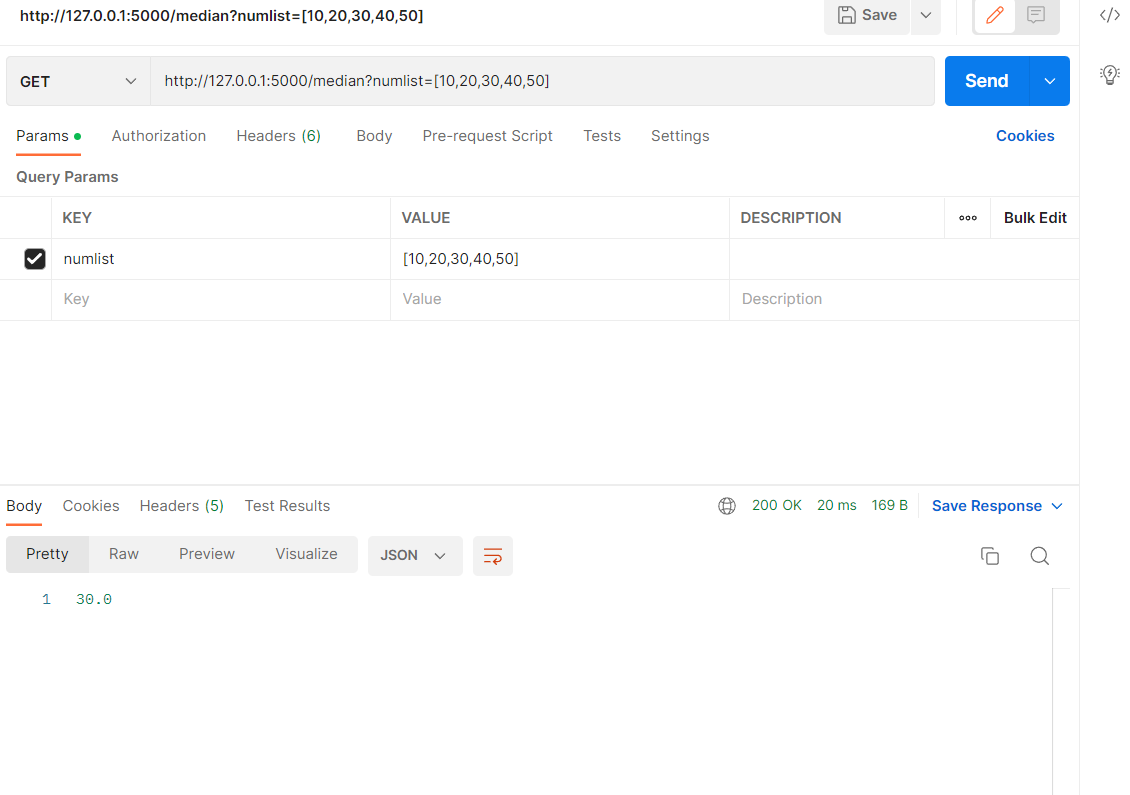 http://127.0.0.1:5000/median?numlist=[10,20,30,40,50] Save
GET http://127.0.0.1:5000/median?numlist=[10,20,30,40,50] Send
Params Authorization Headers (6) Body Pre-request Script Tests Settings Cookies
Query Params
KEY VALUE DESCRIPTION Bulk Edit
numlist [10,20,30,40,50]
Key Value Description
Body Cookies Headers (5) Test Results 200 OK 20 ms 169 B Save Response
Pretty Raw Preview Visualize JSON
1 30.0